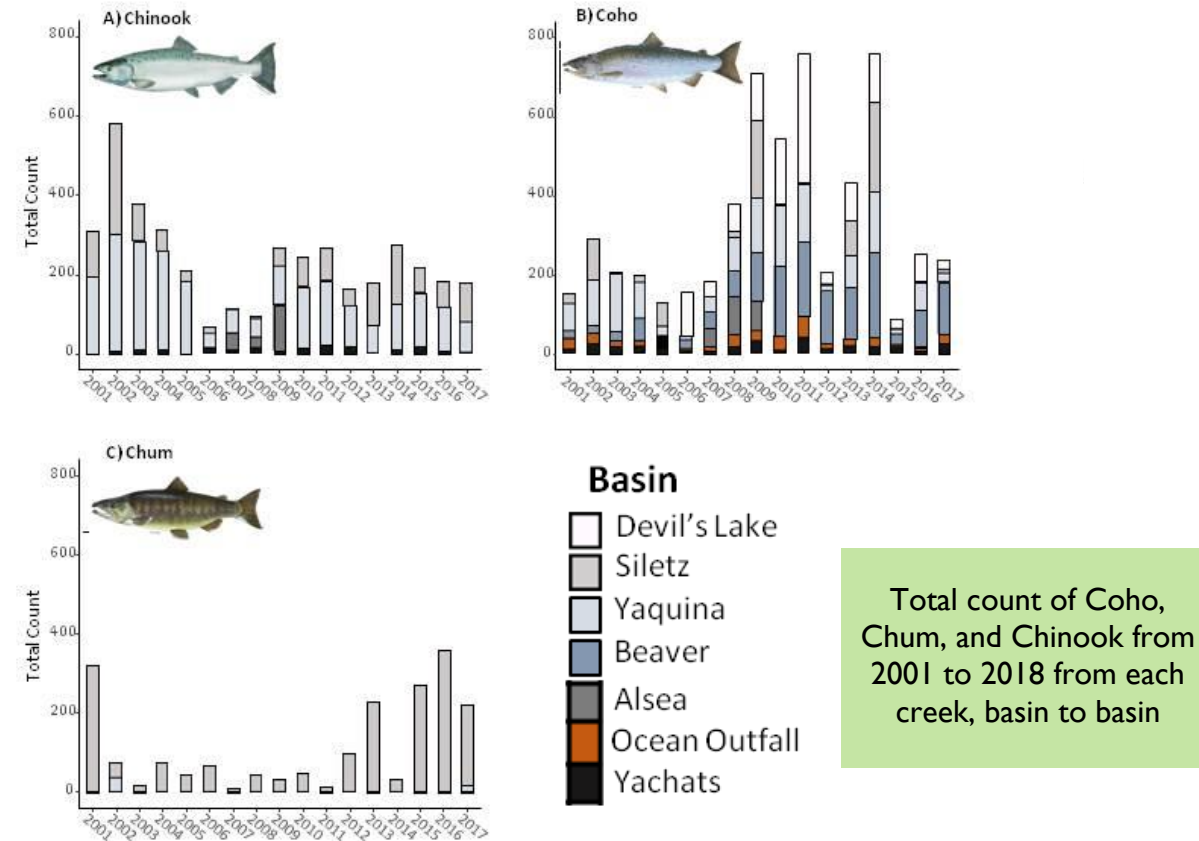 A) Chinook
800
600
400
200
0
Total Count
2001 2002 2003 2004 2005 2006 2007 2008 2009 2010 2011 2012 2013 2014 2015 2016 2017
B) Coho
800
600
400
200
0
2001 2002 2003 2004 2005 2006 2007 2008 2009 2010 2011 2012 2013 2014 2015 2016 2017
C) Chum
800
600
400
200
0
Total Count
2001 2002 2003 2004 2005 2006 2007 2008 2009 2010 2011 2012 2013 2014 2015 2016 2017
Basin
Devil's Lake
Siletz
Yaquina
Beaver
Alsea
Ocean Outfall
Yachats
Total count of Coho,
Chum, and Chinook from
2001 to 2018 from each
creek, basin to basin